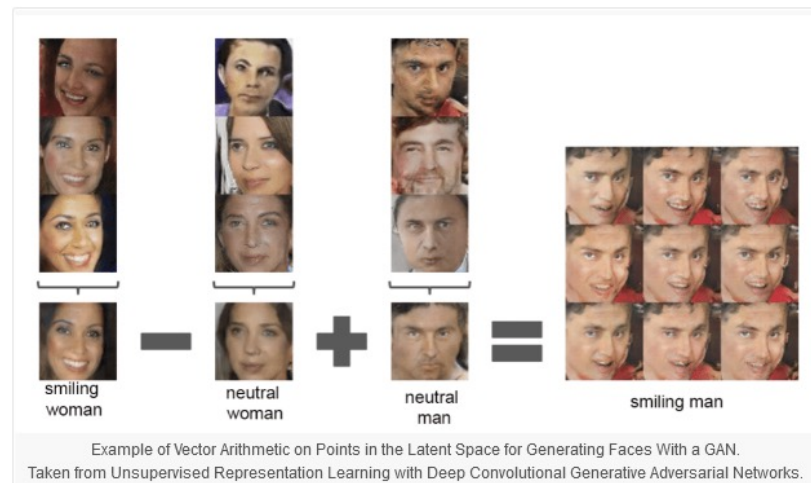 smiling
woman
neutral
woman
neutral
man
smiling man
Example of Vector Arithmetic on Points in the Latent Space for Generating Faces With a GAN.
Taken from Unsupervised Representation Learning with Deep Convolutional Generative Adversarial Networks.